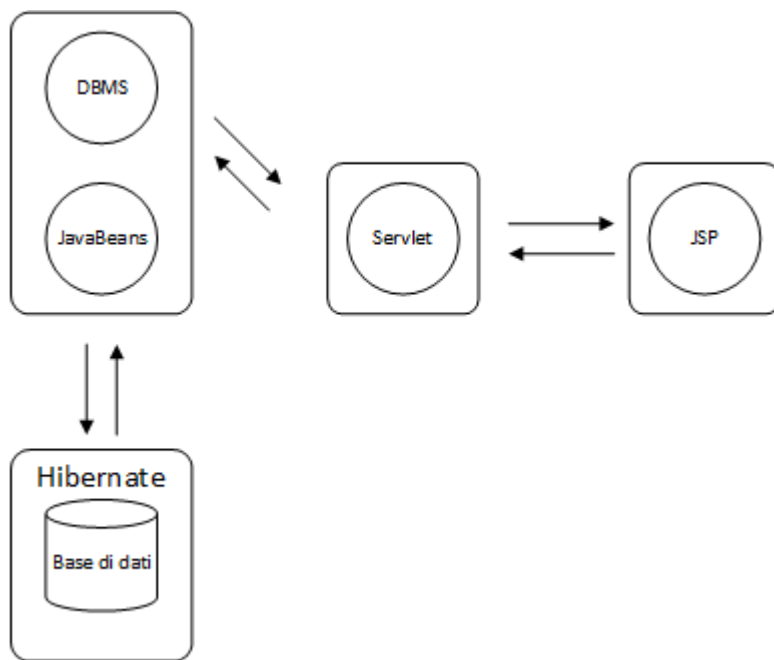 DBMS
JavaBeans
Servlet
JSP
Hibernate
Base di dati